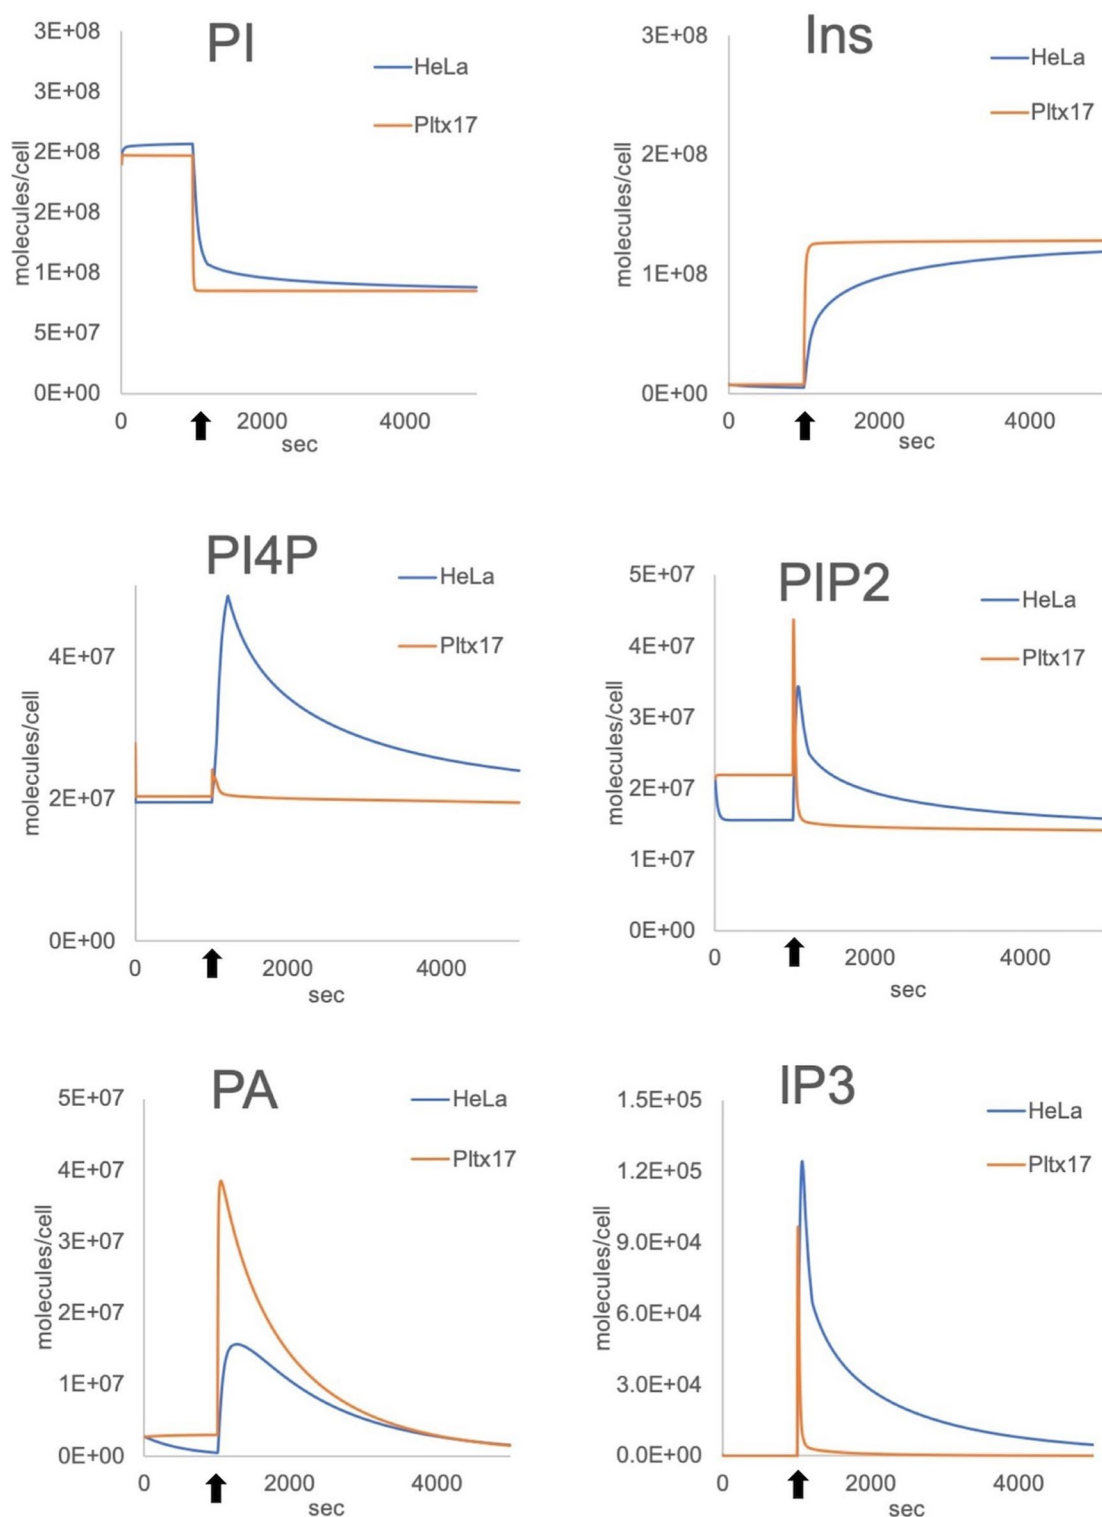 PI
3E+08
3E+08
2E+08
2E+08
1E+08
5E+07
0E+00
molecules/cell
HeLa
Pltx17
0
2000
4000
sec
Ins
3E+08
2E+08
1E+08
0E+00
molecules/cell
HeLa
Pltx17
0
2000
4000
sec
PI4P
4E+07
2E+07
0E+00
molecules/cell
HeLa
Pltx17
0
2000
4000
sec
PIP2
5E+07
4E+07
3E+07
2E+07
1E+07
0E+00
molecules/cell
HeLa
Pltx17
0
2000
4000
sec
PA
5E+07
4E+07
3E+07
2E+07
1E+07
0E+00
molecules/cell
HeLa
Pltx17
0
2000
4000
sec
IP3
1.5E+05
1.2E+05
9.0E+04
6.0E+04
3.0E+04
0.0E+00
molecules/cell
HeLa
Pltx17
0
2000
4000
sec